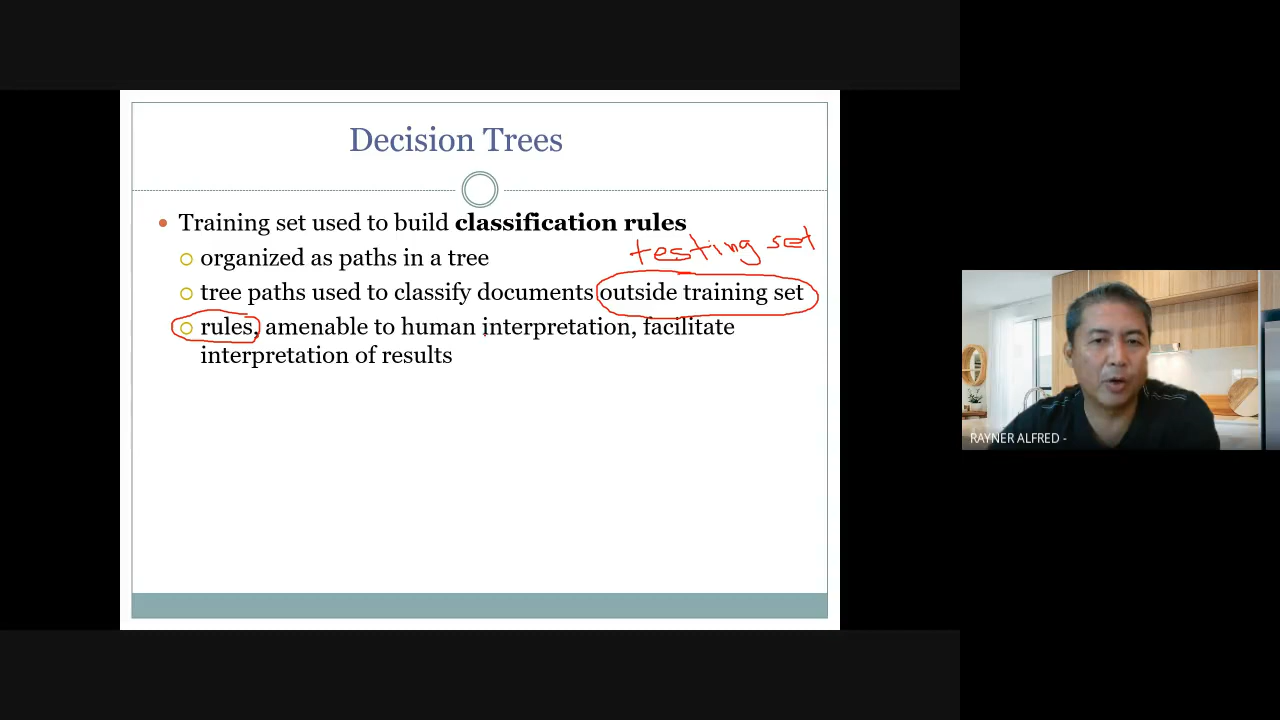 Decision Trees
Training set used to build classification rules
testing set
organized as paths in a tree
tree paths used to classify documents outside training set
rules, amenable to human interpretation, facilitate
interpretation of results
RAYNER ALFRED -